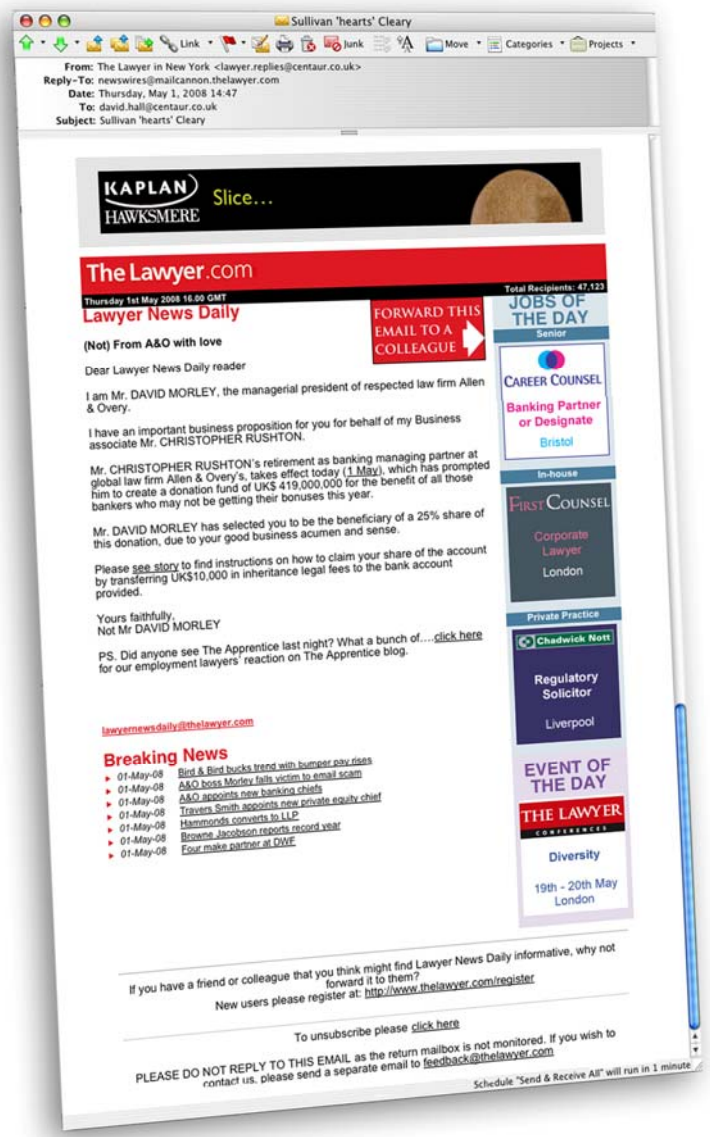 Sullivan 'hearts' Cleary
Link
Junk
Move
Categories
Projects
From: The Lawyer in New York <lawyer.replies@centaur.co.uk>
Reply-To: newswires@mailcannon.thelawyer.com
Date: Thursday, May 1, 2008 14:47
To: david.hall@centaur.co.uk
Subject: Sullivan 'hearts' Cleary
KAPLAN
HAWKSMERE
Slice...
TheLawyer.com
Thursday 1st May 2008 16.00 GMT
Total Recipients: 47,123
Lawyer News Daily
FORWARD THIS
EMAIL TO A
COLLEAGUE
(Not) From A&O with love
Dear Lawyer News Daily reader
I am Mr. DAVID MORLEY, the managerial president of respected law firm Allen
& Overy.
I have an important business proposition for you for behalf of my Business
associate Mr. CHRISTOPHER RUSHTON.
Mr. CHRISTOPHER RUSHTON's retirement as banking managing partner at
global law firm Allen & Overy's, takes effect today (1 May), which has prompted
him to create a donation fund of UK$ 419,000,000 for the benefit of all those
bankers who may not be getting their bonuses this year.
Mr. DAVID MORLEY has selected you to be the beneficiary of a 25% share of
this donation, due to your good business acumen and sense.
Please see story to find instructions on how to claim your share of the account
by transferring UK$10,000 in inheritance legal fees to the bank account
provided.
Yours faithfully,
Not Mr DAVID MORLEY
PS. Did anyone see The Apprentice last night? What a bunch of....click here
for our employment lawyers' reaction on The Apprentice blog.
lawyernewsdaily@thelawyer.com
Breaking News
01-May-08 Bird & Bird bucks trend with bumper pay rises
01-May-08 A&O boss Morley falls victim to email scam
01-May-08 A&O appoints new banking chiefs
01-May-08 Travers Smith appoints new private equity chief
01-May-08 Hammonds converts to LLP
01-May-08 Browne Jacobson reports record year
01-May-08 Four make partner at DWF
JOBS OF
THE DAY
Senior
CAREER COUNSEL
Banking Partner
or Designate
Bristol
In-house
FIRST COUNSEL
Corporate
Lawyer
London
Private Practice
Chadwick Nott
Regulatory
Solicitor
Liverpool
EVENT OF
THE DAY
THE LAWYER
CONFERENCES
Diversity
19th - 20th May
London
If you have a friend or colleague that you think might find Lawyer News Daily informative, why not
forward it to them?
New users please register at: http://www.thelawyer.com/register
To unsubscribe please click here
PLEASE DO NOT REPLY TO THIS EMAIL as the return mailbox is not monitored. If you wish to
contact us, please send a separate email to feedback@thelawyer.com
Schedule "Send & Receive All" will run in 1 minute